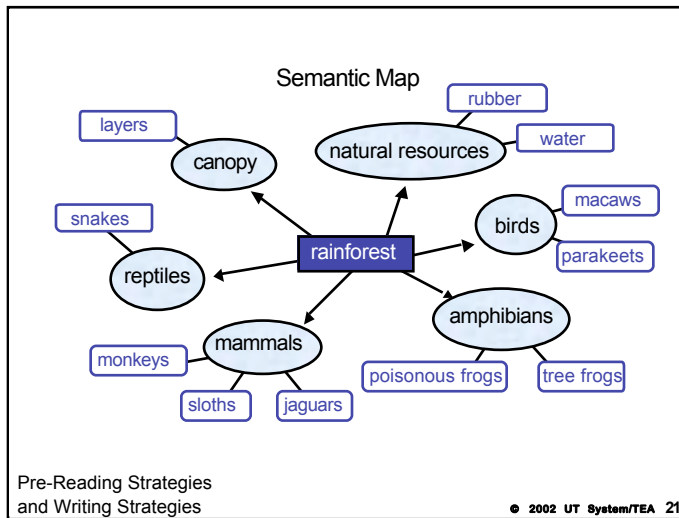 Semantic Map
rubber
layers
natural resources
water
canopy
macaws
snakes
birds
rainforest
parakeets
reptiles
amphibians
mammals
monkeys
poisonous frogs
tree frogs
sloths
jaguars
Pre-Reading Strategies
and Writing Strategies
© 2002 UT System/TEA 21